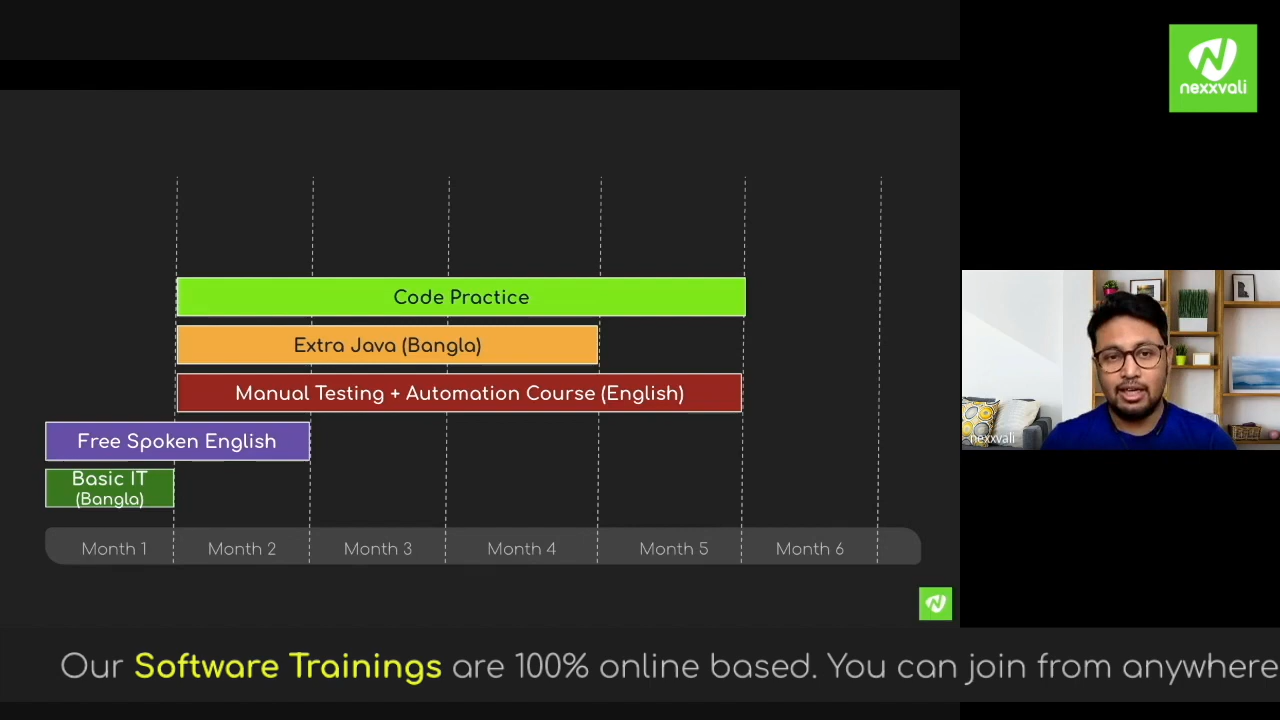 nexxvali
Code Practice
Extra Java (Bangla)
Manual Testing + Automation Course (English)
Free Spoken English
Basic IT
(Bangla)
Month 1
Month 2
Month 3
Month 4
Month 5
Month 6
nexxvali
Our Software Trainings are 100% online based. You can join from anywhere